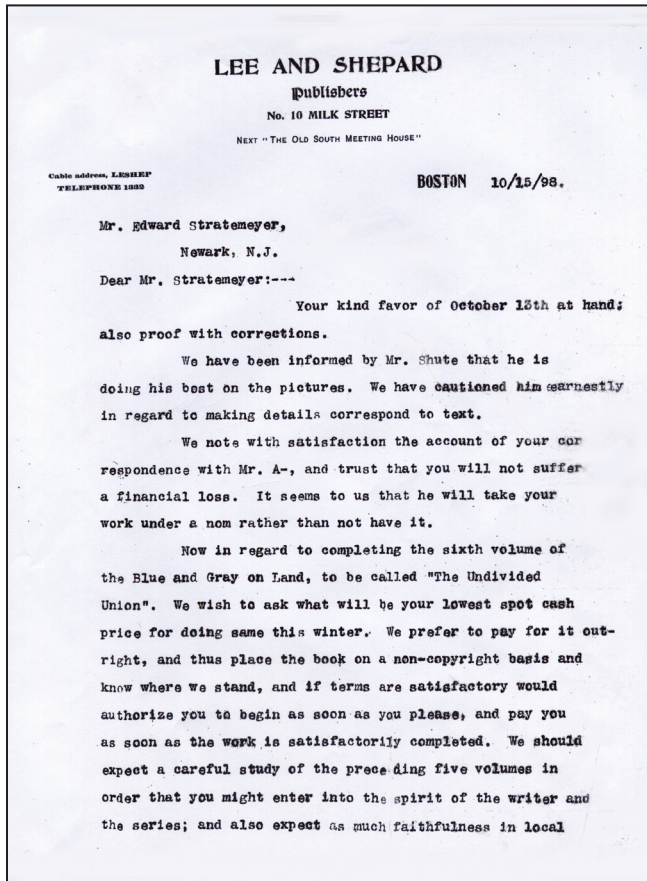 LEE AND SHEPARD
Publishers
No. 10 MILK STREET
NEXT "THE OLD SOUTH MEETING HOUSE"
Cable address, LESHEP
TELEPHONE 1332
BOSTON 10/15/98.
Mr. Edward Stratemeyer,
Newark, N.J.
Dear Mr. Stratemeyer:---
Your kind favor of October 13th at hand;
also proof with corrections.
We have been informed by Mr. Shute that he is
doing his best on the pictures. We have cautioned him earnestly
in regard to making details correspond to text.
We note with satisfaction the account of your cor
respondence with Mr. A-, and trust that you will not suffer
a financial loss. It seems to us that he will take your
work under a nom rather than not have it.
Now in regard to completing the sixth volume of
the Blue and Gray on Land, to be called "The Undivided
Union". We wish to ask what will be your lowest spot cash
price for doing same this winter. We prefer to pay for it out-
right, and thus place the book on a non-copyright basis and
know where we stand, and if terms are satisfactory would
authorize you to begin as soon as you please, and pay you
as soon as the work is satisfactorily completed. We should
expect a careful study of the preceding five volumes in
order that you might enter into the spirit of the writer and
the series; and also expect as much faithfulness in local